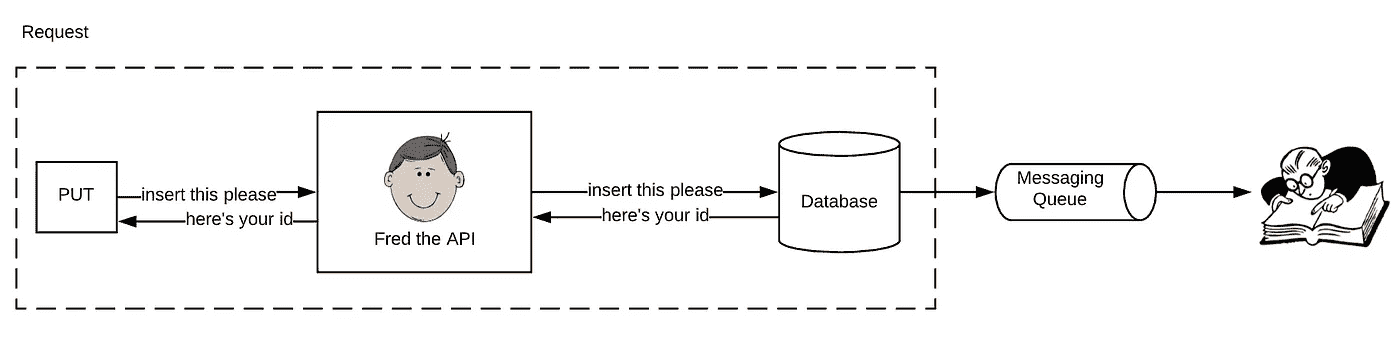 Request
PUT
insert this please
here's your id
Fred the API
insert this please
here's your id
Database
Messaging
Queue